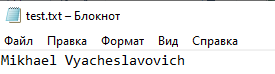 test.txt – Блокнот
Файл Правка Формат Вид Справка
Mikhael Vyacheslavovich